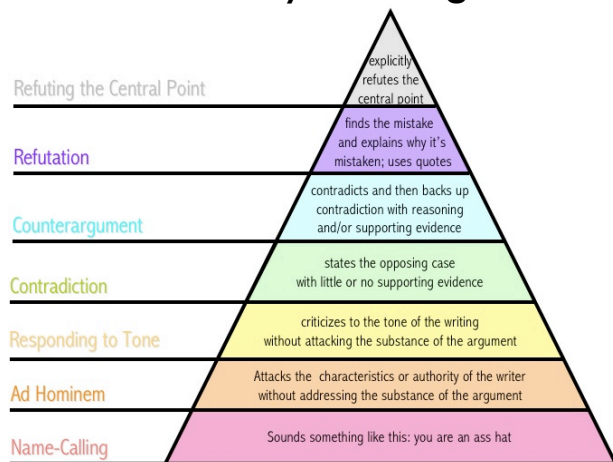 Refuting the Central Point
explicitly
refutes the
central point
Refutation
finds the mistake
and explains why it's
mistaken; uses quotes
Counterargument
contradicts and then backs up
contradiction with reasoning
and/or supporting evidence
Contradiction
states the opposing case
with little or no supporting evidence
Responding to Tone
criticizes to the tone of the writing
without attacking the substance of the argument
Ad Hominem
Attacks the characteristics or authority of the writer
without addressing the substance of the argument
Name-Calling
Sounds something like this: you are an ass hat